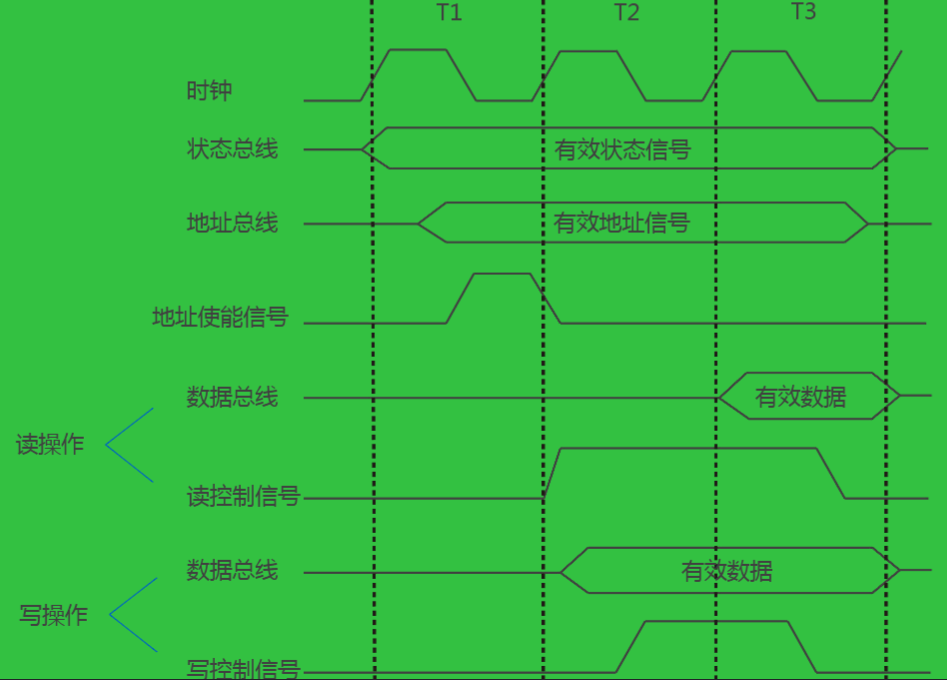 T1 T2 T3
时钟
状态总线 有效状态信号
地址总线 有效地址信号
地址使能信号
数据总线 有效数据
读操作
读控制信号
数据总线 有效数据
写操作
写控制信号